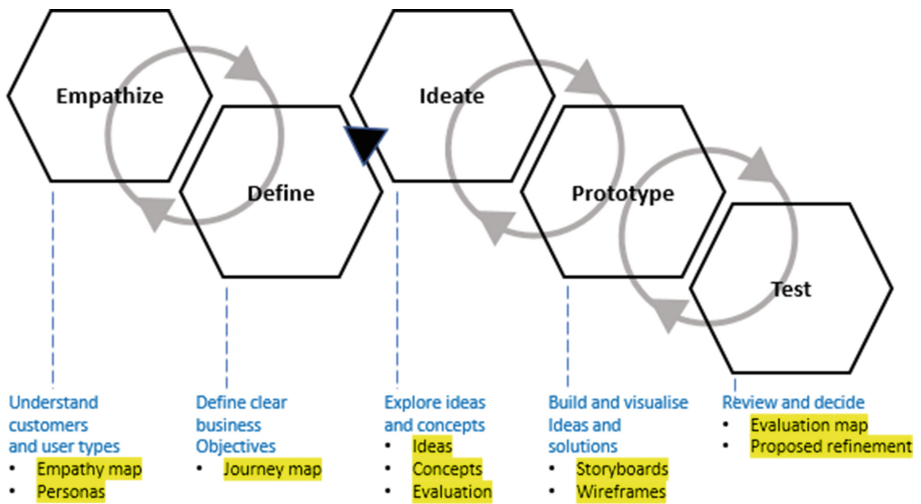 Empathize
Define
Ideate
Prototype
Test
Understand
customers
and user types
• Empathy map
• Personas
Define clear
business
Objectives
• Journey map
Explore ideas
and concepts
• Ideas
• Concepts
• Evaluation
Build and visualise
Ideas and
solutions
• Storyboards
• Wireframes
Review and decide
• Evaluation map
• Proposed refinement